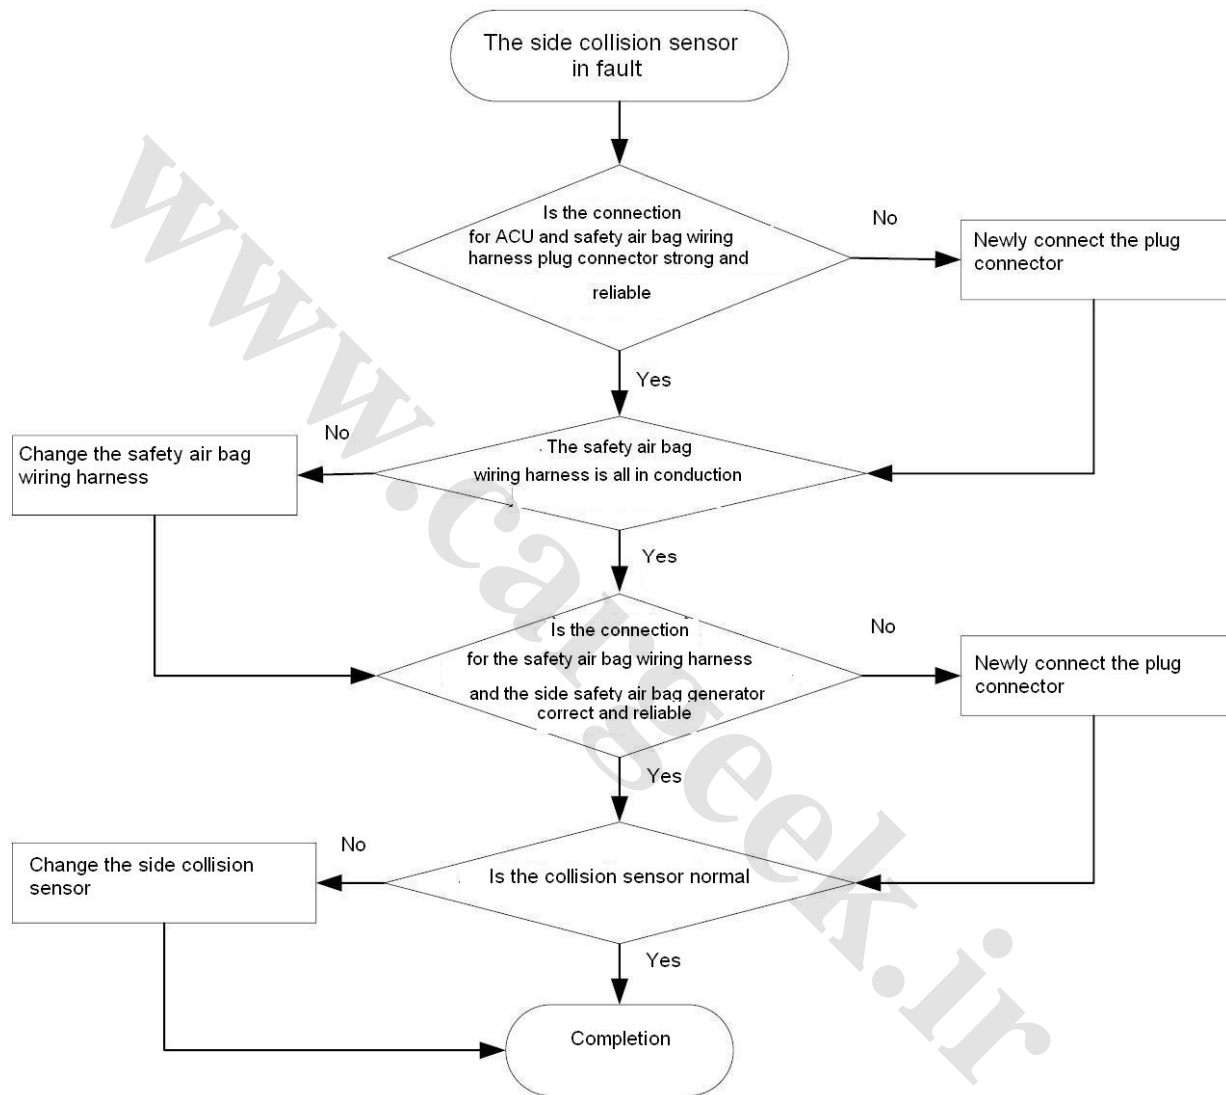 The side collision sensor
in fault
Is the connection
for ACU and safety air bag wiring
harness plug connector strong and
reliable
No
Newly connect the plug
connector
Yes
The safety air bag
wiring harness is all in conduction
No
Change the safety air bag
wiring harness
Yes
Is the connection
for the safety air bag wiring harness
and the side safety air bag generator
correct and reliable
No
Newly connect the plug
connector
Yes
Is the collision sensor normal
No
Change the side collision
sensor
Yes
Completion
www.cargeek.ir